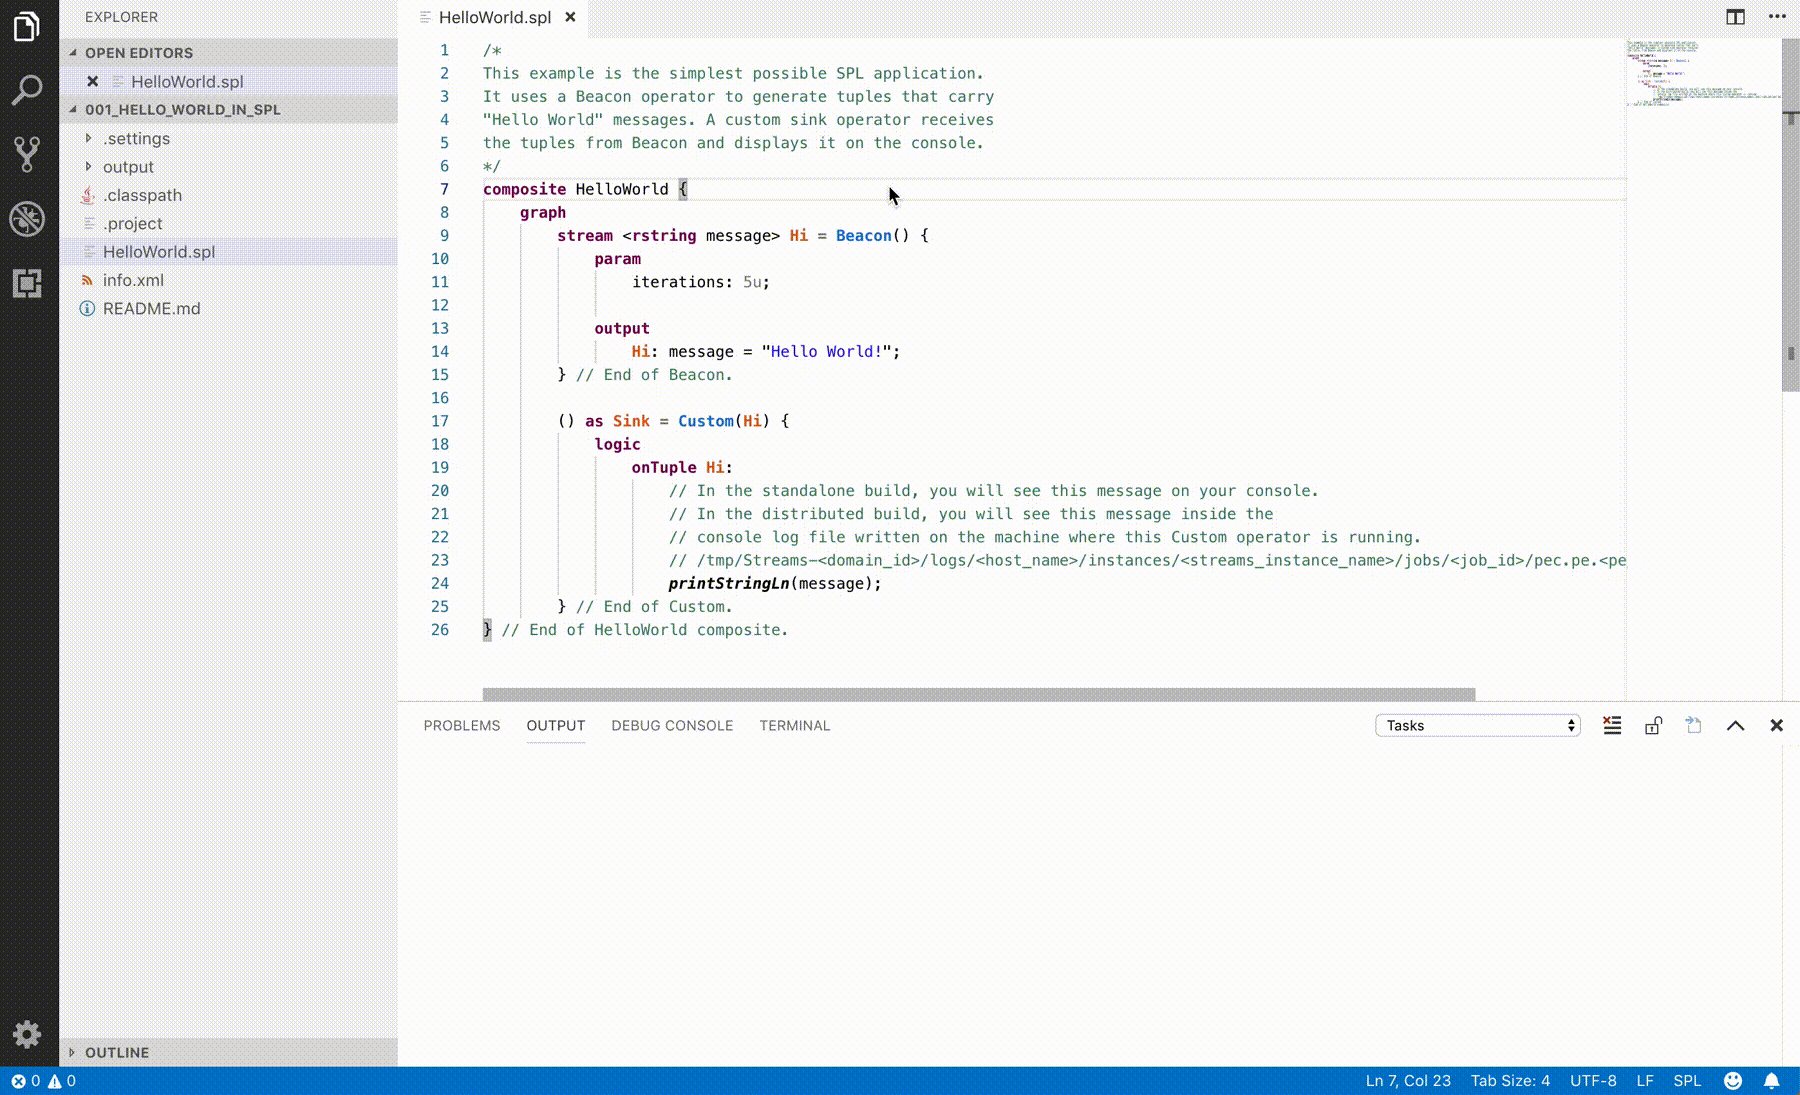 EXPLORER
OPEN EDITORS
HelloWorld.spl
001_HELLO_WORLD_IN_SPL
.settings
output
.classpath
.project
HelloWorld.spl
info.xml
README.md
OUTLINE
HelloWorld.spl
1 /*
2 This example is the simplest possible SPL application.
3 It uses a Beacon operator to generate tuples that carry
4 "Hello World" messages. A custom sink operator receives
5 the tuples from Beacon and displays it on the console.
6 */
7 composite HelloWorld {
8 graph
9 stream <rstring message> Hi = Beacon() {
10 param
11 iterations: 5u;
12
13 output
14 Hi: message = "Hello World!";
15 } // End of Beacon.
16
17 () as Sink = Custom(Hi) {
18 logic
19 onTuple Hi:
20 // In the standalone build, you will see this message on your console.
21 // In the distributed build, you will see this message inside the
22 // console log file written on the machine where this Custom operator is running.
23 // /tmp/Streams-<domain_id>/logs/<host_name>/instances/<streams_instance_name>/jobs/<job_id>/pec.pe.<pe
24 printStringLn(message);
25 } // End of Custom.
26 } // End of HelloWorld composite.
PROBLEMS OUTPUT DEBUG CONSOLE TERMINAL Tasks
0 0 Ln 7, Col 23 Tab Size: 4 UTF-8 LF SPL